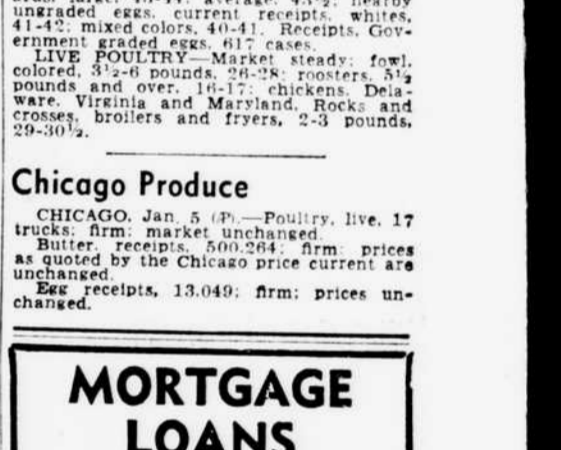 large, average, nearby
ungraded eggs, current receipts, whites,
41-42; mixed colors, 40-41. Receipts, Gov-
ernment graded eggs, 617 cases.
LIVE POULTRY—Market steady; fowl,
colored, 3½-6 pounds, 26-28; roosters, 5½
pounds and over, 16-17; chickens, Dela-
ware, Virginia and Maryland, Rocks and
crosses, broilers and fryers, 2-3 pounds,
29-30½.
Chicago Produce
CHICAGO, Jan. 5 (P).—Poultry, live, 17
trucks; firm; market unchanged.
Butter, receipts, 500,264; firm; prices
as quoted by the Chicago price current are
unchanged.
Egg receipts, 13,049; firm; prices un-
changed.
MORTGAGE
LOANS